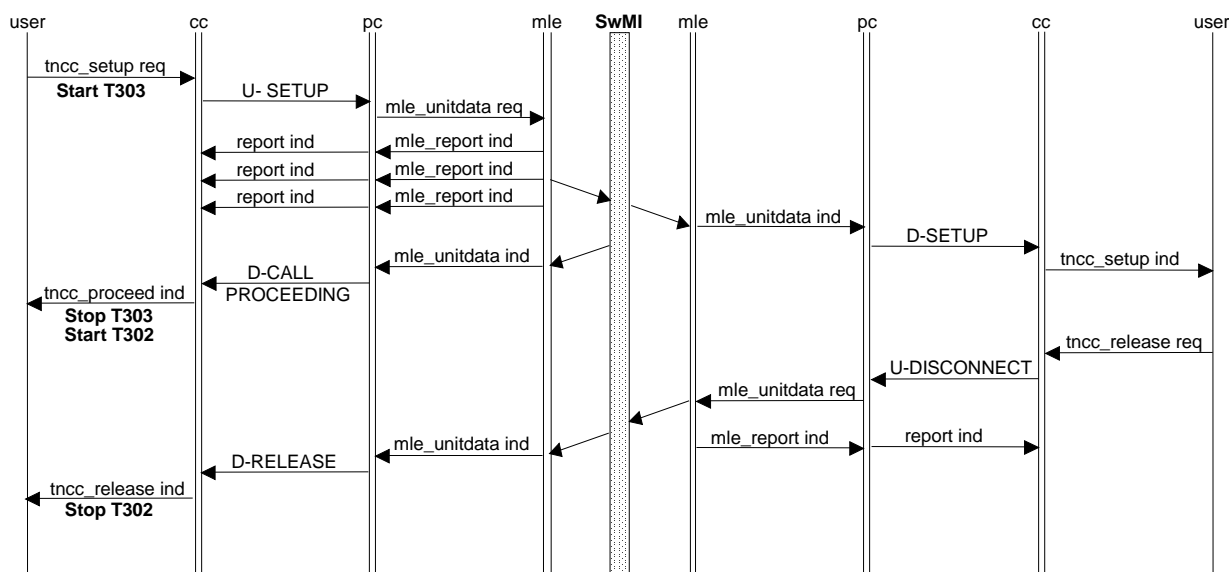 user cc pc mle SwMI mle pc cc user
tncc_setup req
Start T303
U- SETUP
mle_unitdata req
report ind mle_report ind
report ind mle_report ind
report ind mle_report ind
mle_unitdata ind
D-SETUP
mle_unitdata ind
tncc_setup ind
D-CALL
PROCEEDING
tncc_proceed ind
Stop T303
Start T302
tncc_release req
U-DISCONNECT
mle_unitdata req
mle_unitdata ind
mle_report ind report ind
D-RELEASE
tncc_release ind
Stop T302